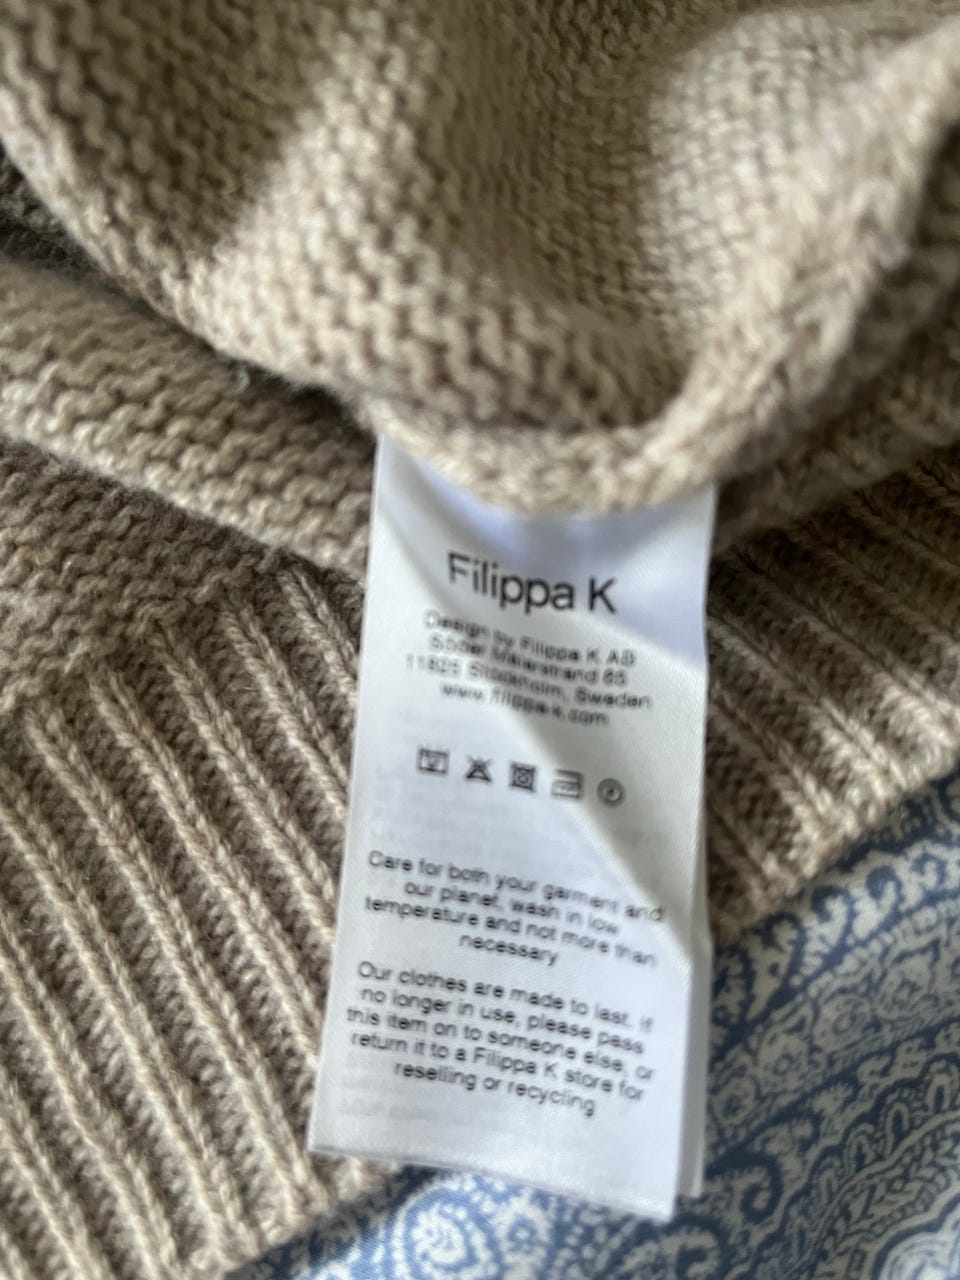 Filippa K
Design by Filippa K AB
Söder Mälarstrand 65
11825 Stockholm, Sweden
www.filippa-k.com
Care for both your garment and
our planet, wash in low
temperature and not more than
necessary
Our clothes are made to last. If
no longer in use, please pass
this item on to someone else, or
return it to a Filippa K store for
reselling or recycling